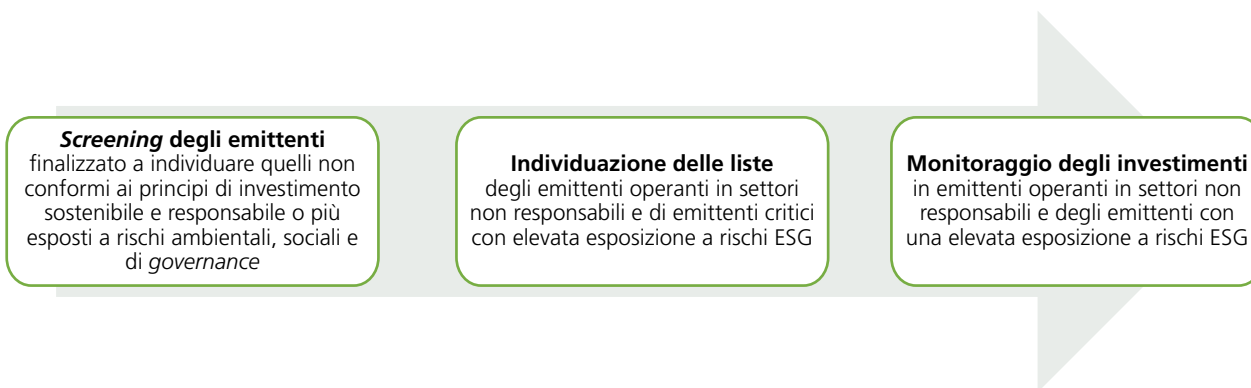 Screening degli emittenti
finalizzato a individuare quelli non
conformi ai principi di investimento
sostenibile e responsabile o più
esposti a rischi ambientali, sociali e
di governance
Individuazione delle liste
degli emittenti operanti in settori
non responsabili e di emittenti critici
con elevata esposizione a rischi ESG
Monitoraggio degli investimenti
in emittenti operanti in settori non
responsabili e degli emittenti con
una elevata esposizione a rischi ESG